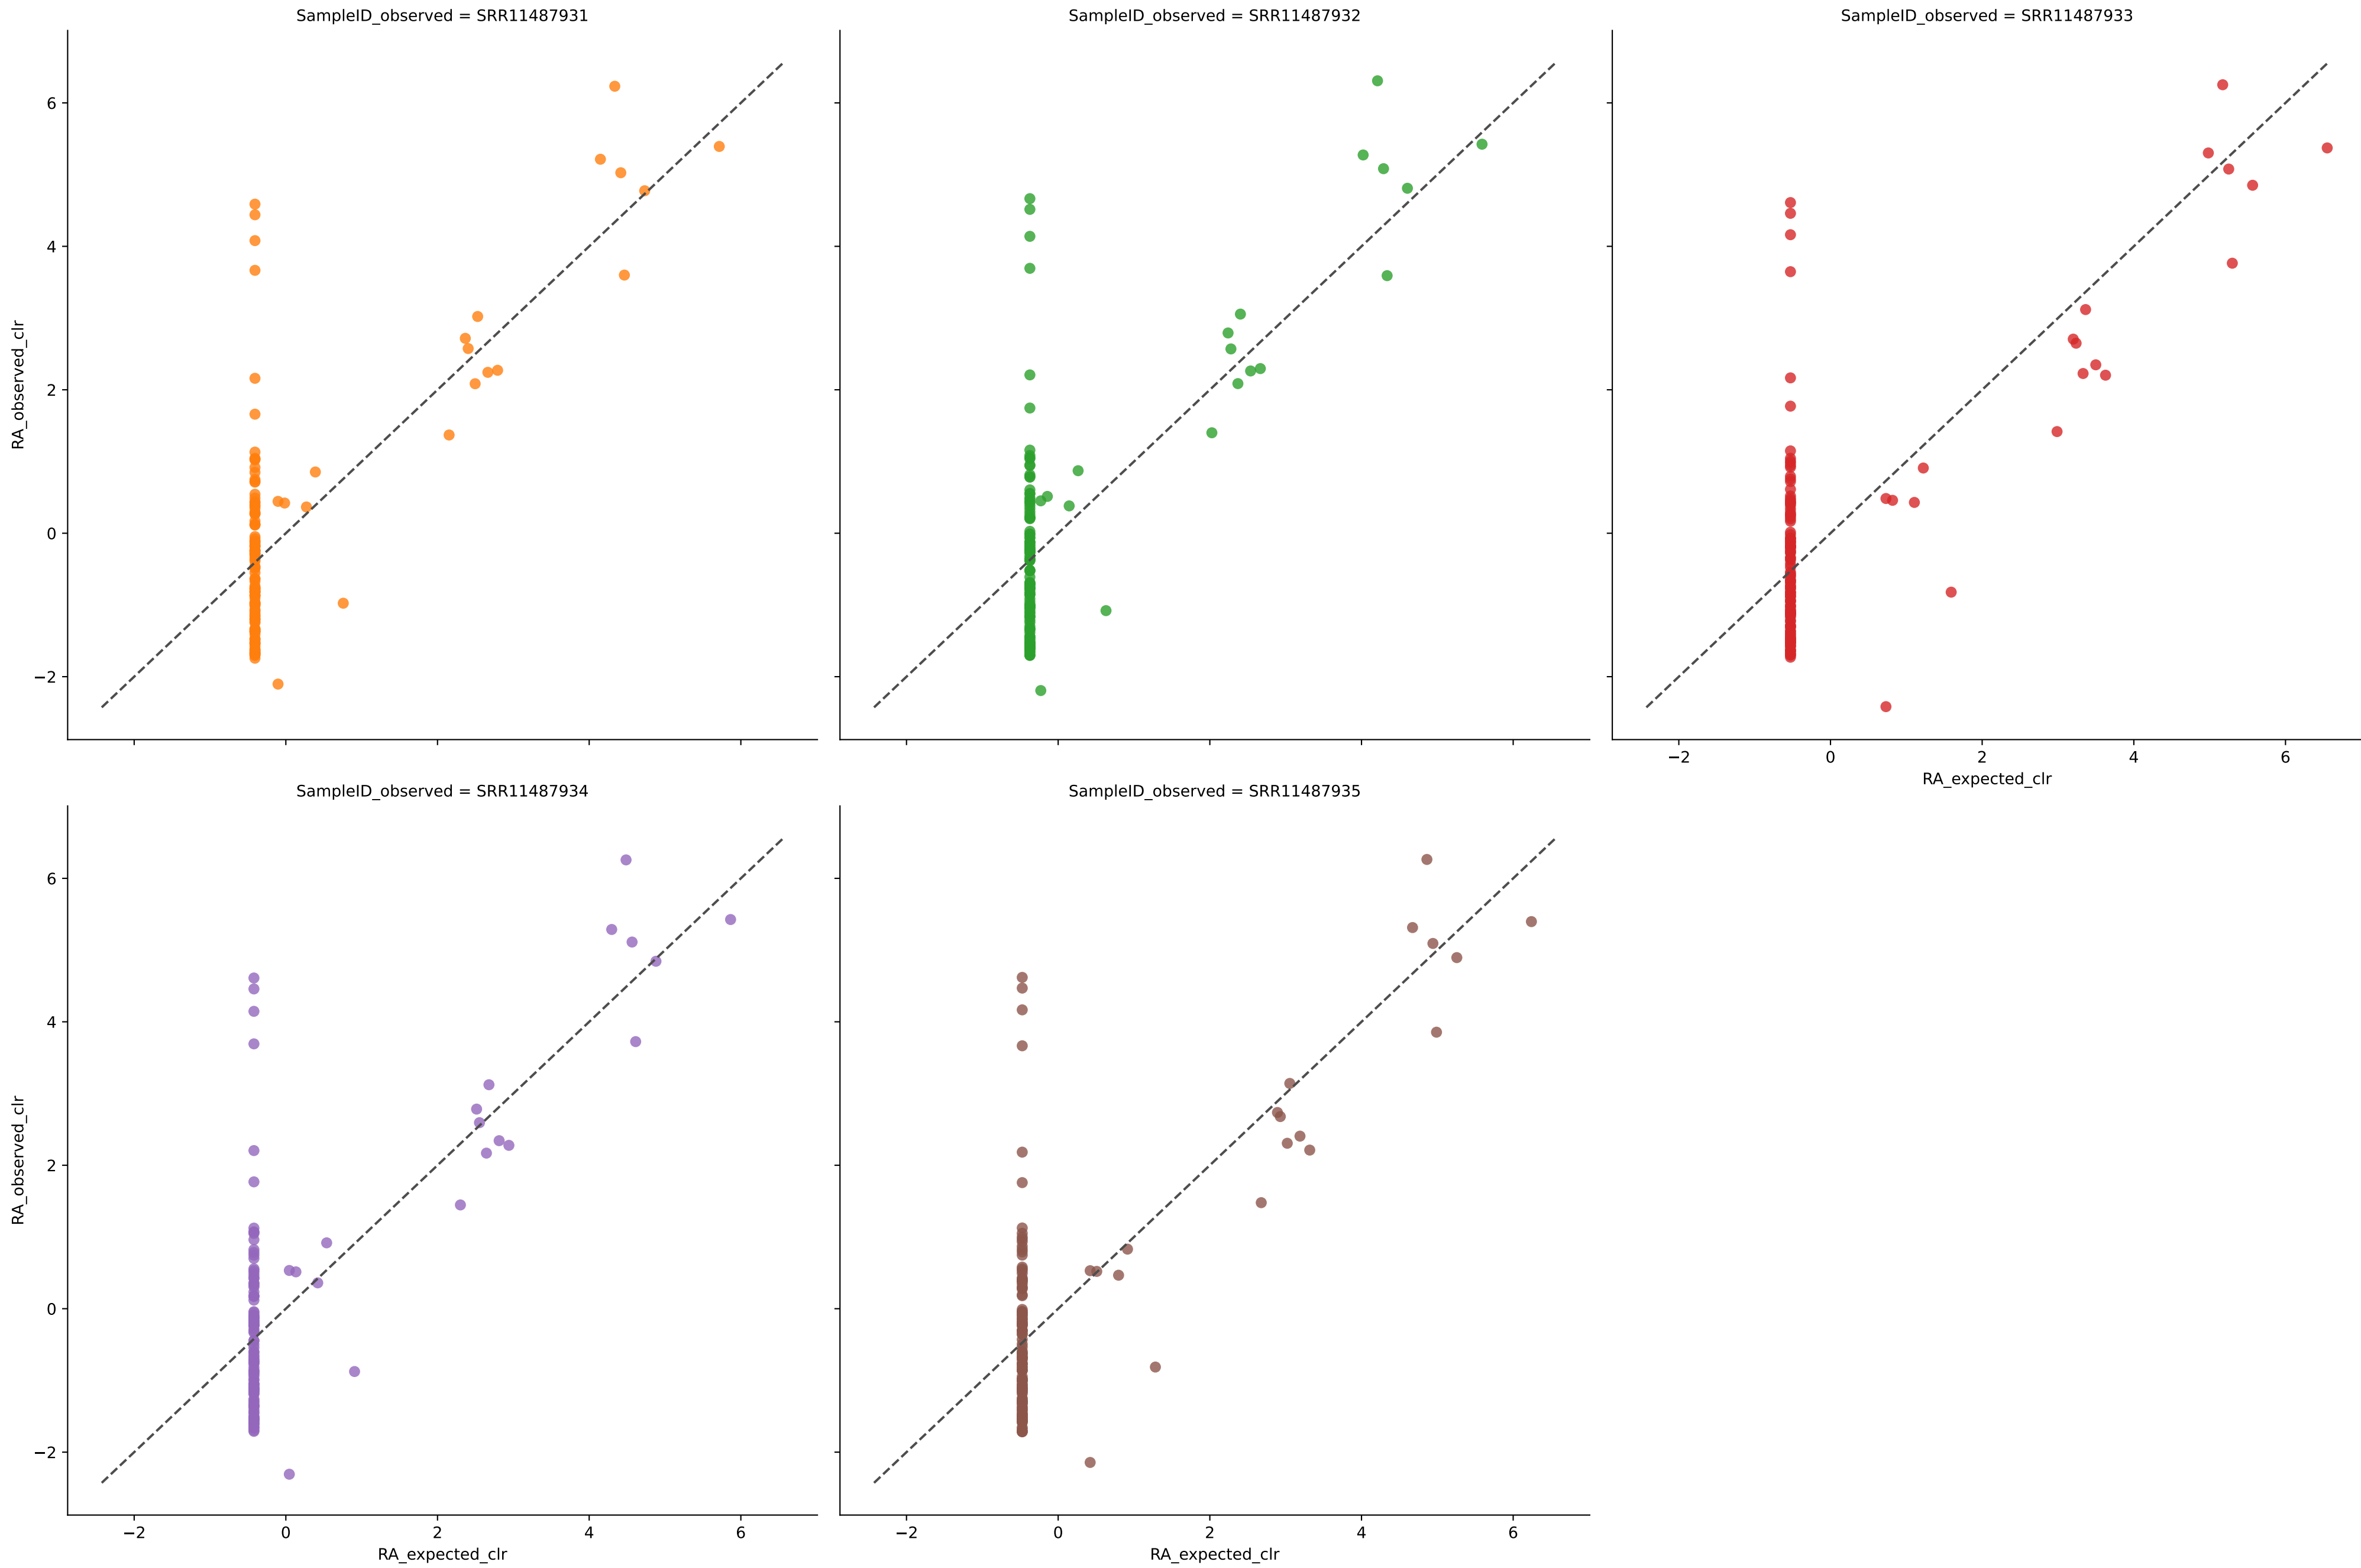 SampleID_observed = SRR11487931
SampleID_observed = SRR11487932
SampleID_observed = SRR11487933
6
4
2
0
−2
RA_observed_clr
−2 0 2 4 6
RA_expected_clr
SampleID_observed = SRR11487934
SampleID_observed = SRR11487935
6
4
2
0
−2
RA_observed_clr
−2 0 2 4 6
−2 0 2 4 6
RA_expected_clr
RA_expected_clr